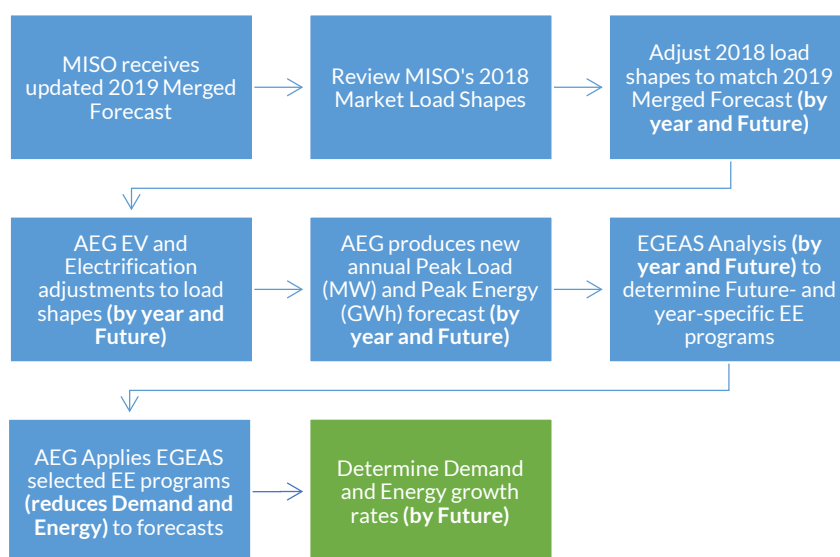 MISO receives
updated 2019 Merged
Forecast
Review MISO's 2018
Market Load Shapes
Adjust 2018 load
shapes to match 2019
Merged Forecast (by
year and Future)
AEG EV and
Electrification
adjustments to load
shapes (by year and
Future)
AEG produces new
annual Peak Load
(MW) and Peak Energy
(GWh) forecast (by
year and Future)
EGEAS Analysis (by
year and Future) to
determine Future- and
year-specific EE
programs
AEG Applies EGEAS
selected EE programs
(reduces Demand and
Energy) to forecasts
Determine Demand
and Energy growth
rates (by Future)